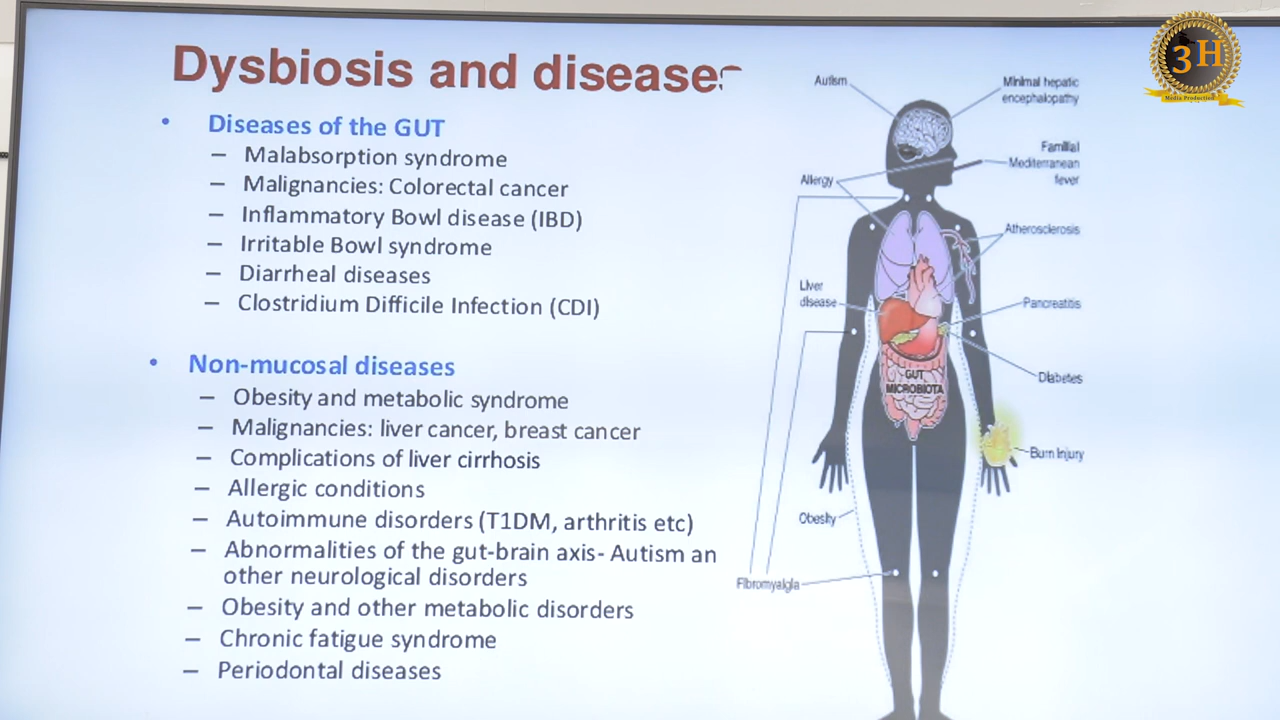 Dysbiosis and diseases
• Diseases of the GUT
– Malabsorption syndrome
– Malignancies: Colorectal cancer
– Inflammatory Bowl disease (IBD)
– Irritable Bowl syndrome
– Diarrheal diseases
– Clostridium Difficile Infection (CDI)
• Non-mucosal diseases
– Obesity and metabolic syndrome
– Malignancies: liver cancer, breast cancer
– Complications of liver cirrhosis
– Allergic conditions
– Autoimmune disorders (T1DM, arthritis etc)
– Abnormalities of the gut-brain axis- Autism an
other neurological disorders
– Obesity and other metabolic disorders
– Chronic fatigue syndrome
– Periodontal diseases
Autism
Minimal hepatic
encephalopathy
Familial
Mediterranean
fever
Allergy
Atherosclerosis
Liver
disease
Pancreatitis
GUT
MICROBIOTA
Diabetes
Burn Injury
Obesity
Fibromyalgia
3H
Media Production